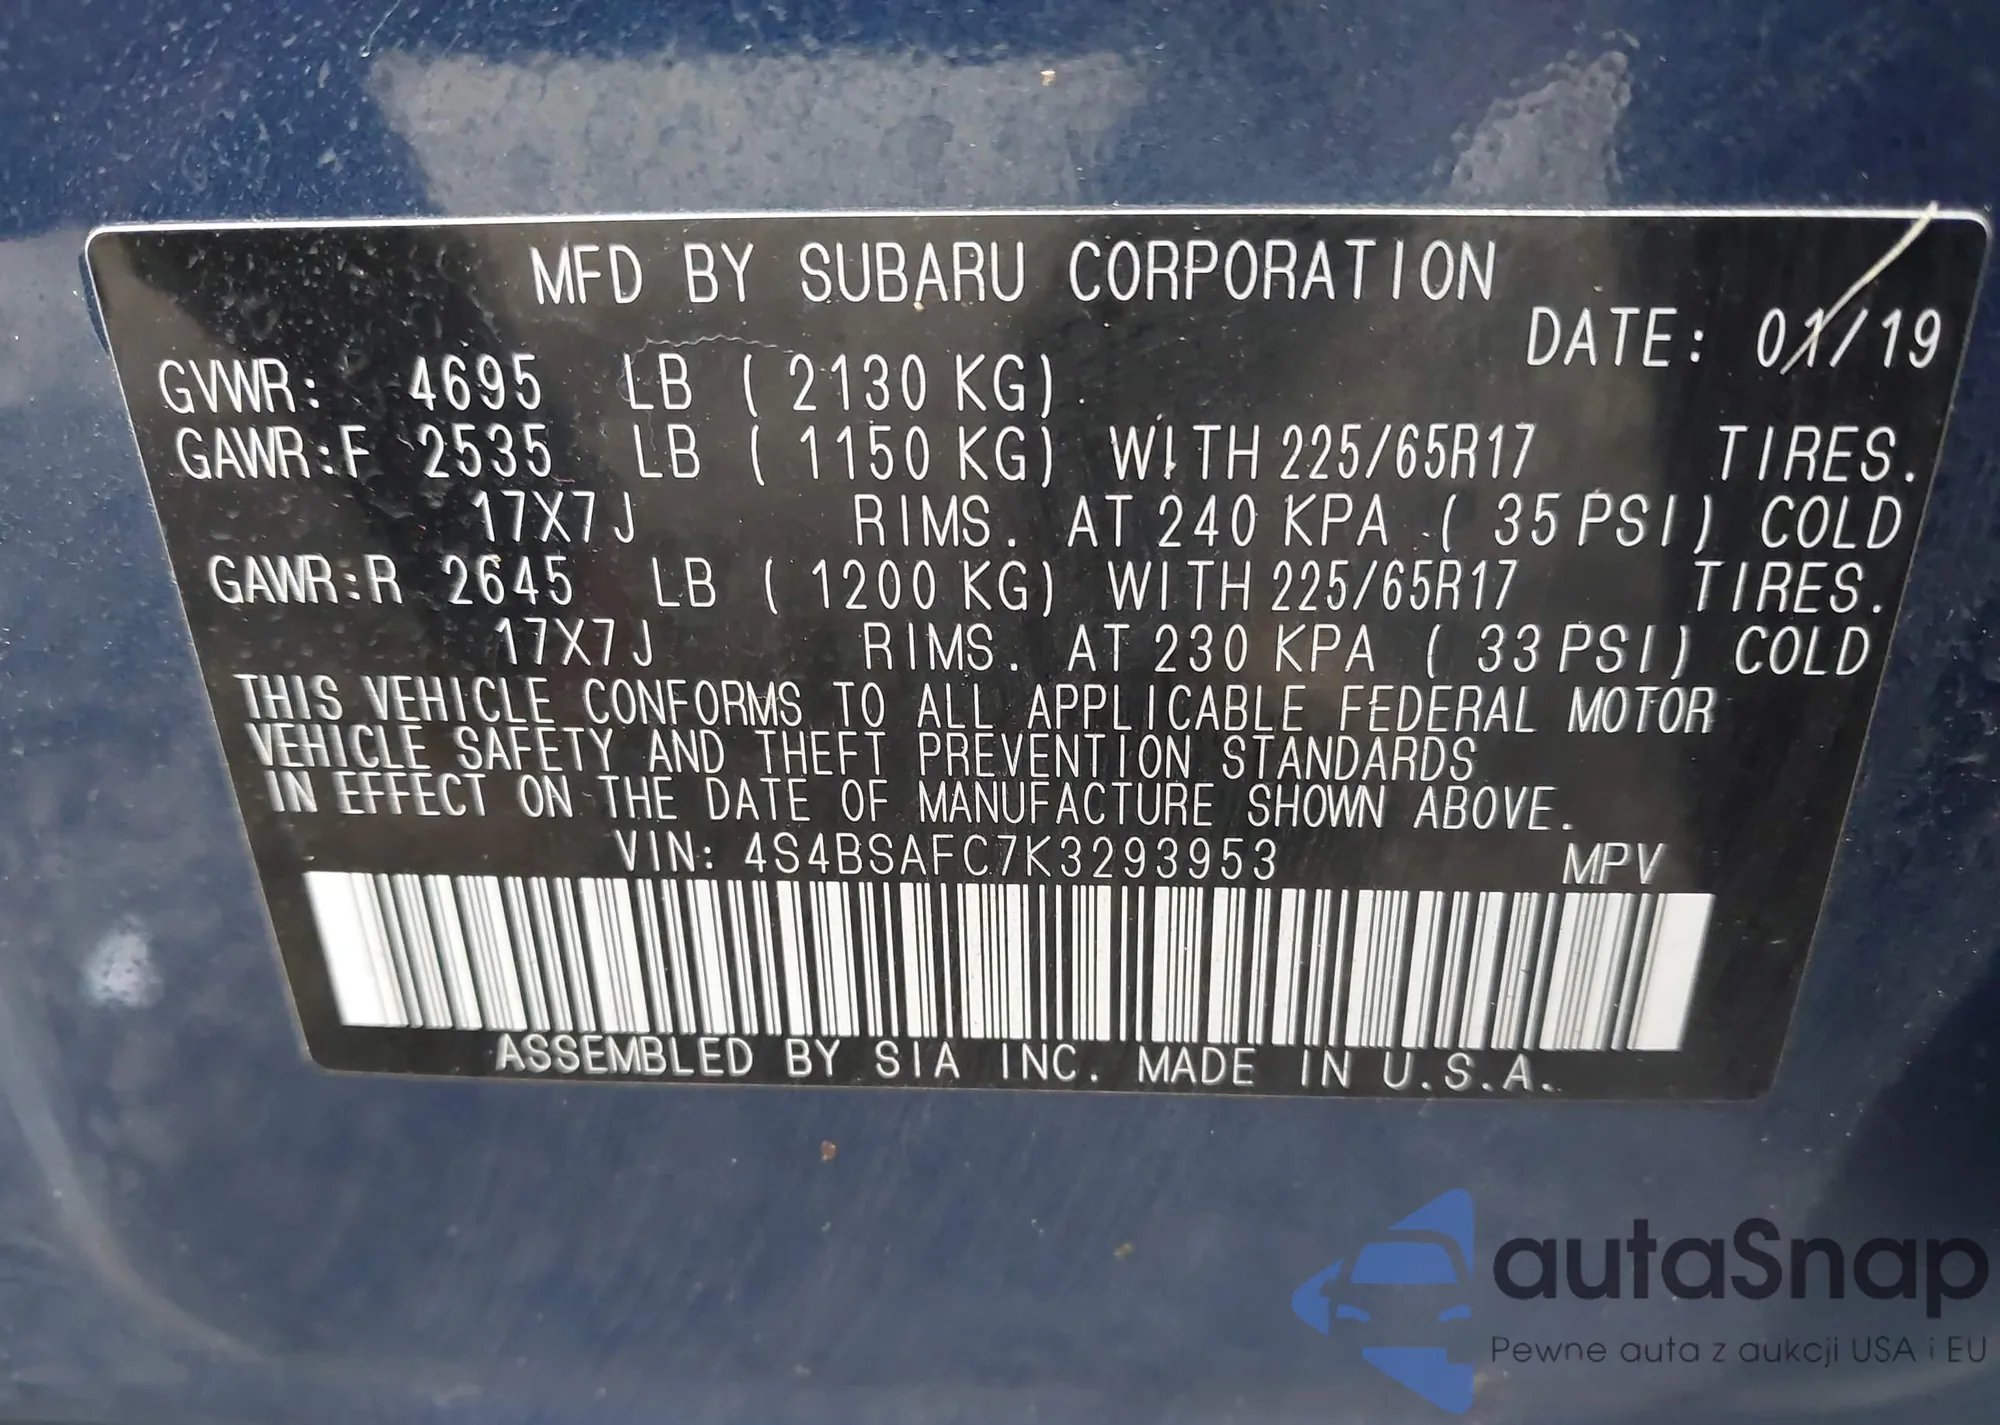 MFD BY SUBARU CORPORATION
DATE: 01/19
GVWR: 4695 LB ( 2130 KG)
GAWR:F 2535 LB ( 1150 KG) WITH 225/65R17 TIRES.
17X7J RIMS. AT 240 KPA ( 35 PSI) COLD
GAWR:R 2645 LB ( 1200 KG) WITH 225/65R17 TIRES.
17X7J RIMS. AT 230 KPA ( 33 PSI) COLD
THIS VEHICLE CONFORMS TO ALL APPLICABLE FEDERAL MOTOR
VEHICLE SAFETY AND THEFT PREVENTION STANDARDS
IN EFFECT ON THE DATE OF MANUFACTURE SHOWN ABOVE.
VIN: 4S4BSAFC7K3293953 MPV
ASSEMBLED BY SIA INC. MADE IN U.S.A.
autaSnap
Pewne auta z aukcji USA i EU